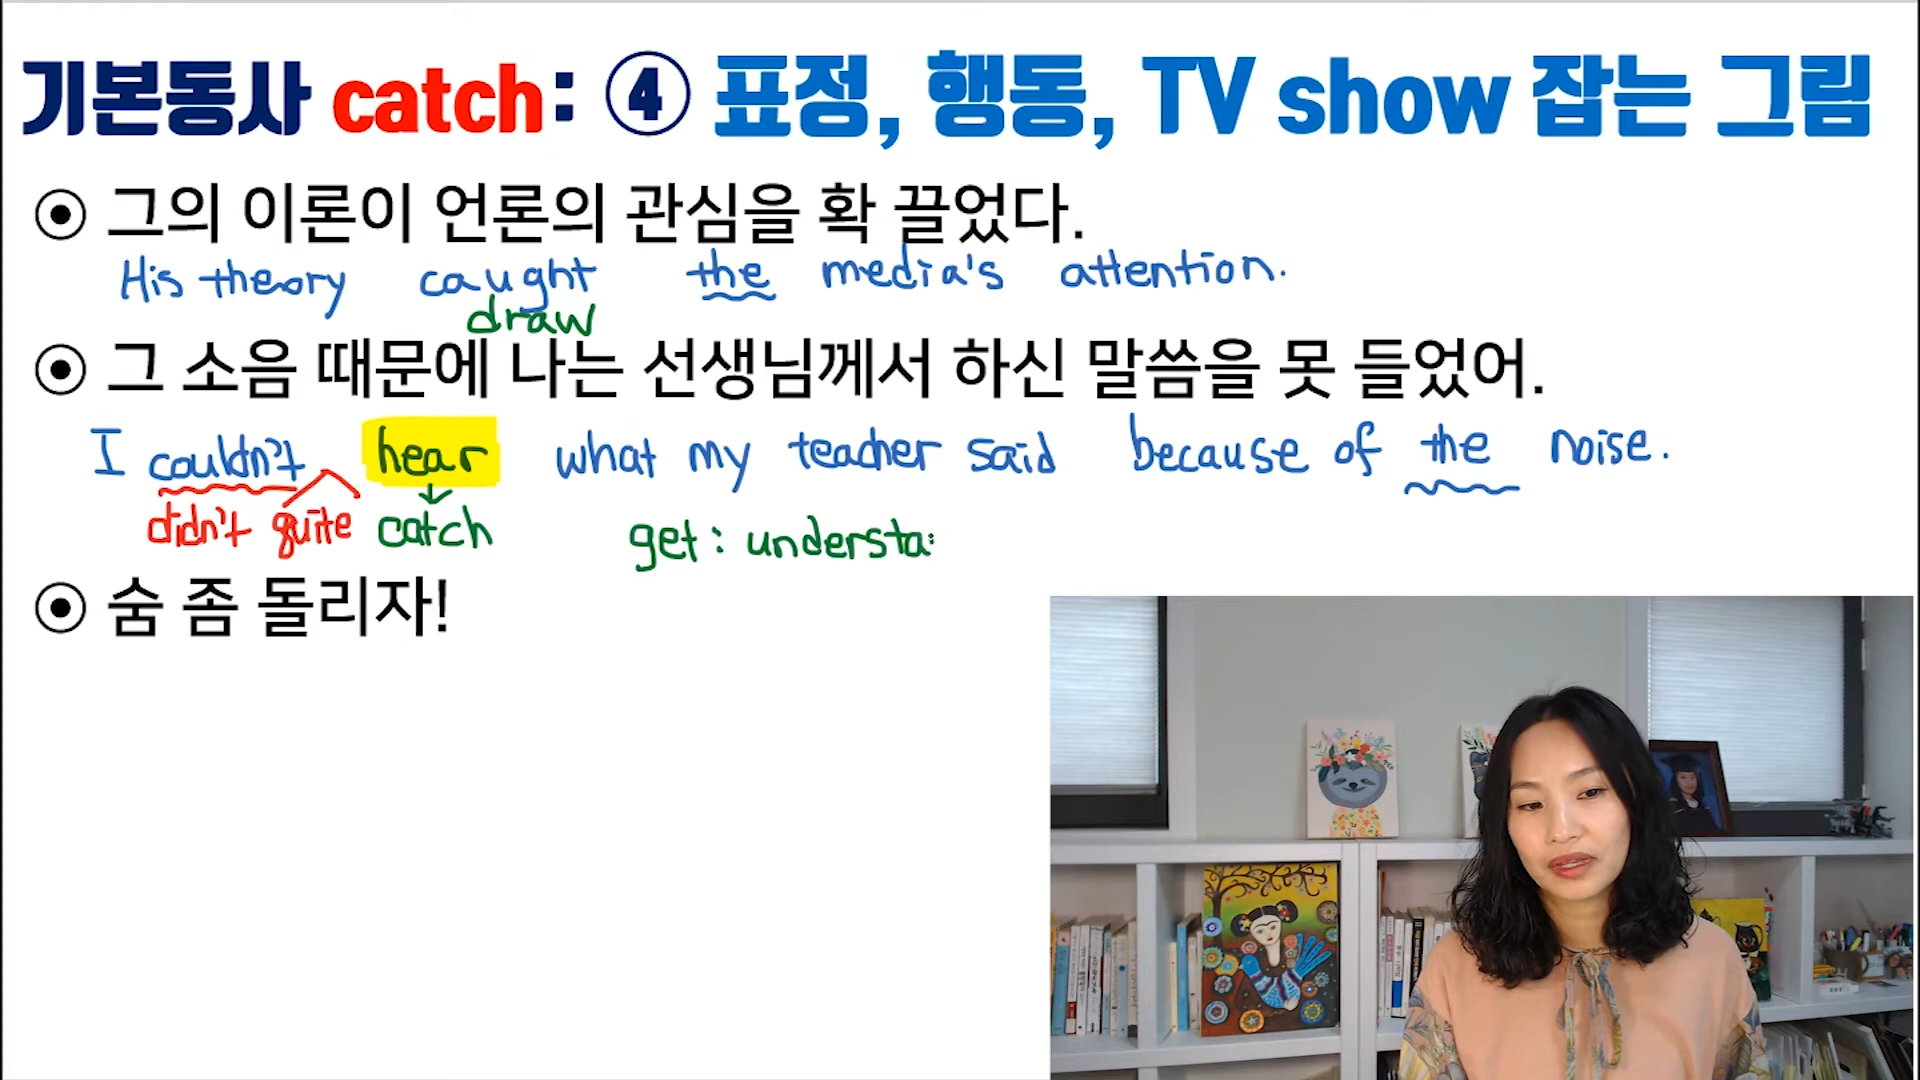 기본동사 catch: ④ 표정, 행동, TV show 잡는 그림
⦿ 그의 이론이 언론의 관심을 확 끌었다.
His theory caught the media's attention.
draw
⦿ 그 소음 때문에 나는 선생님께서 하신 말씀을 못 들었어.
I couldn't hear what my teacher said because of the noise.
didn't quite catch get: understa
⦿ 숨 좀 돌리자!